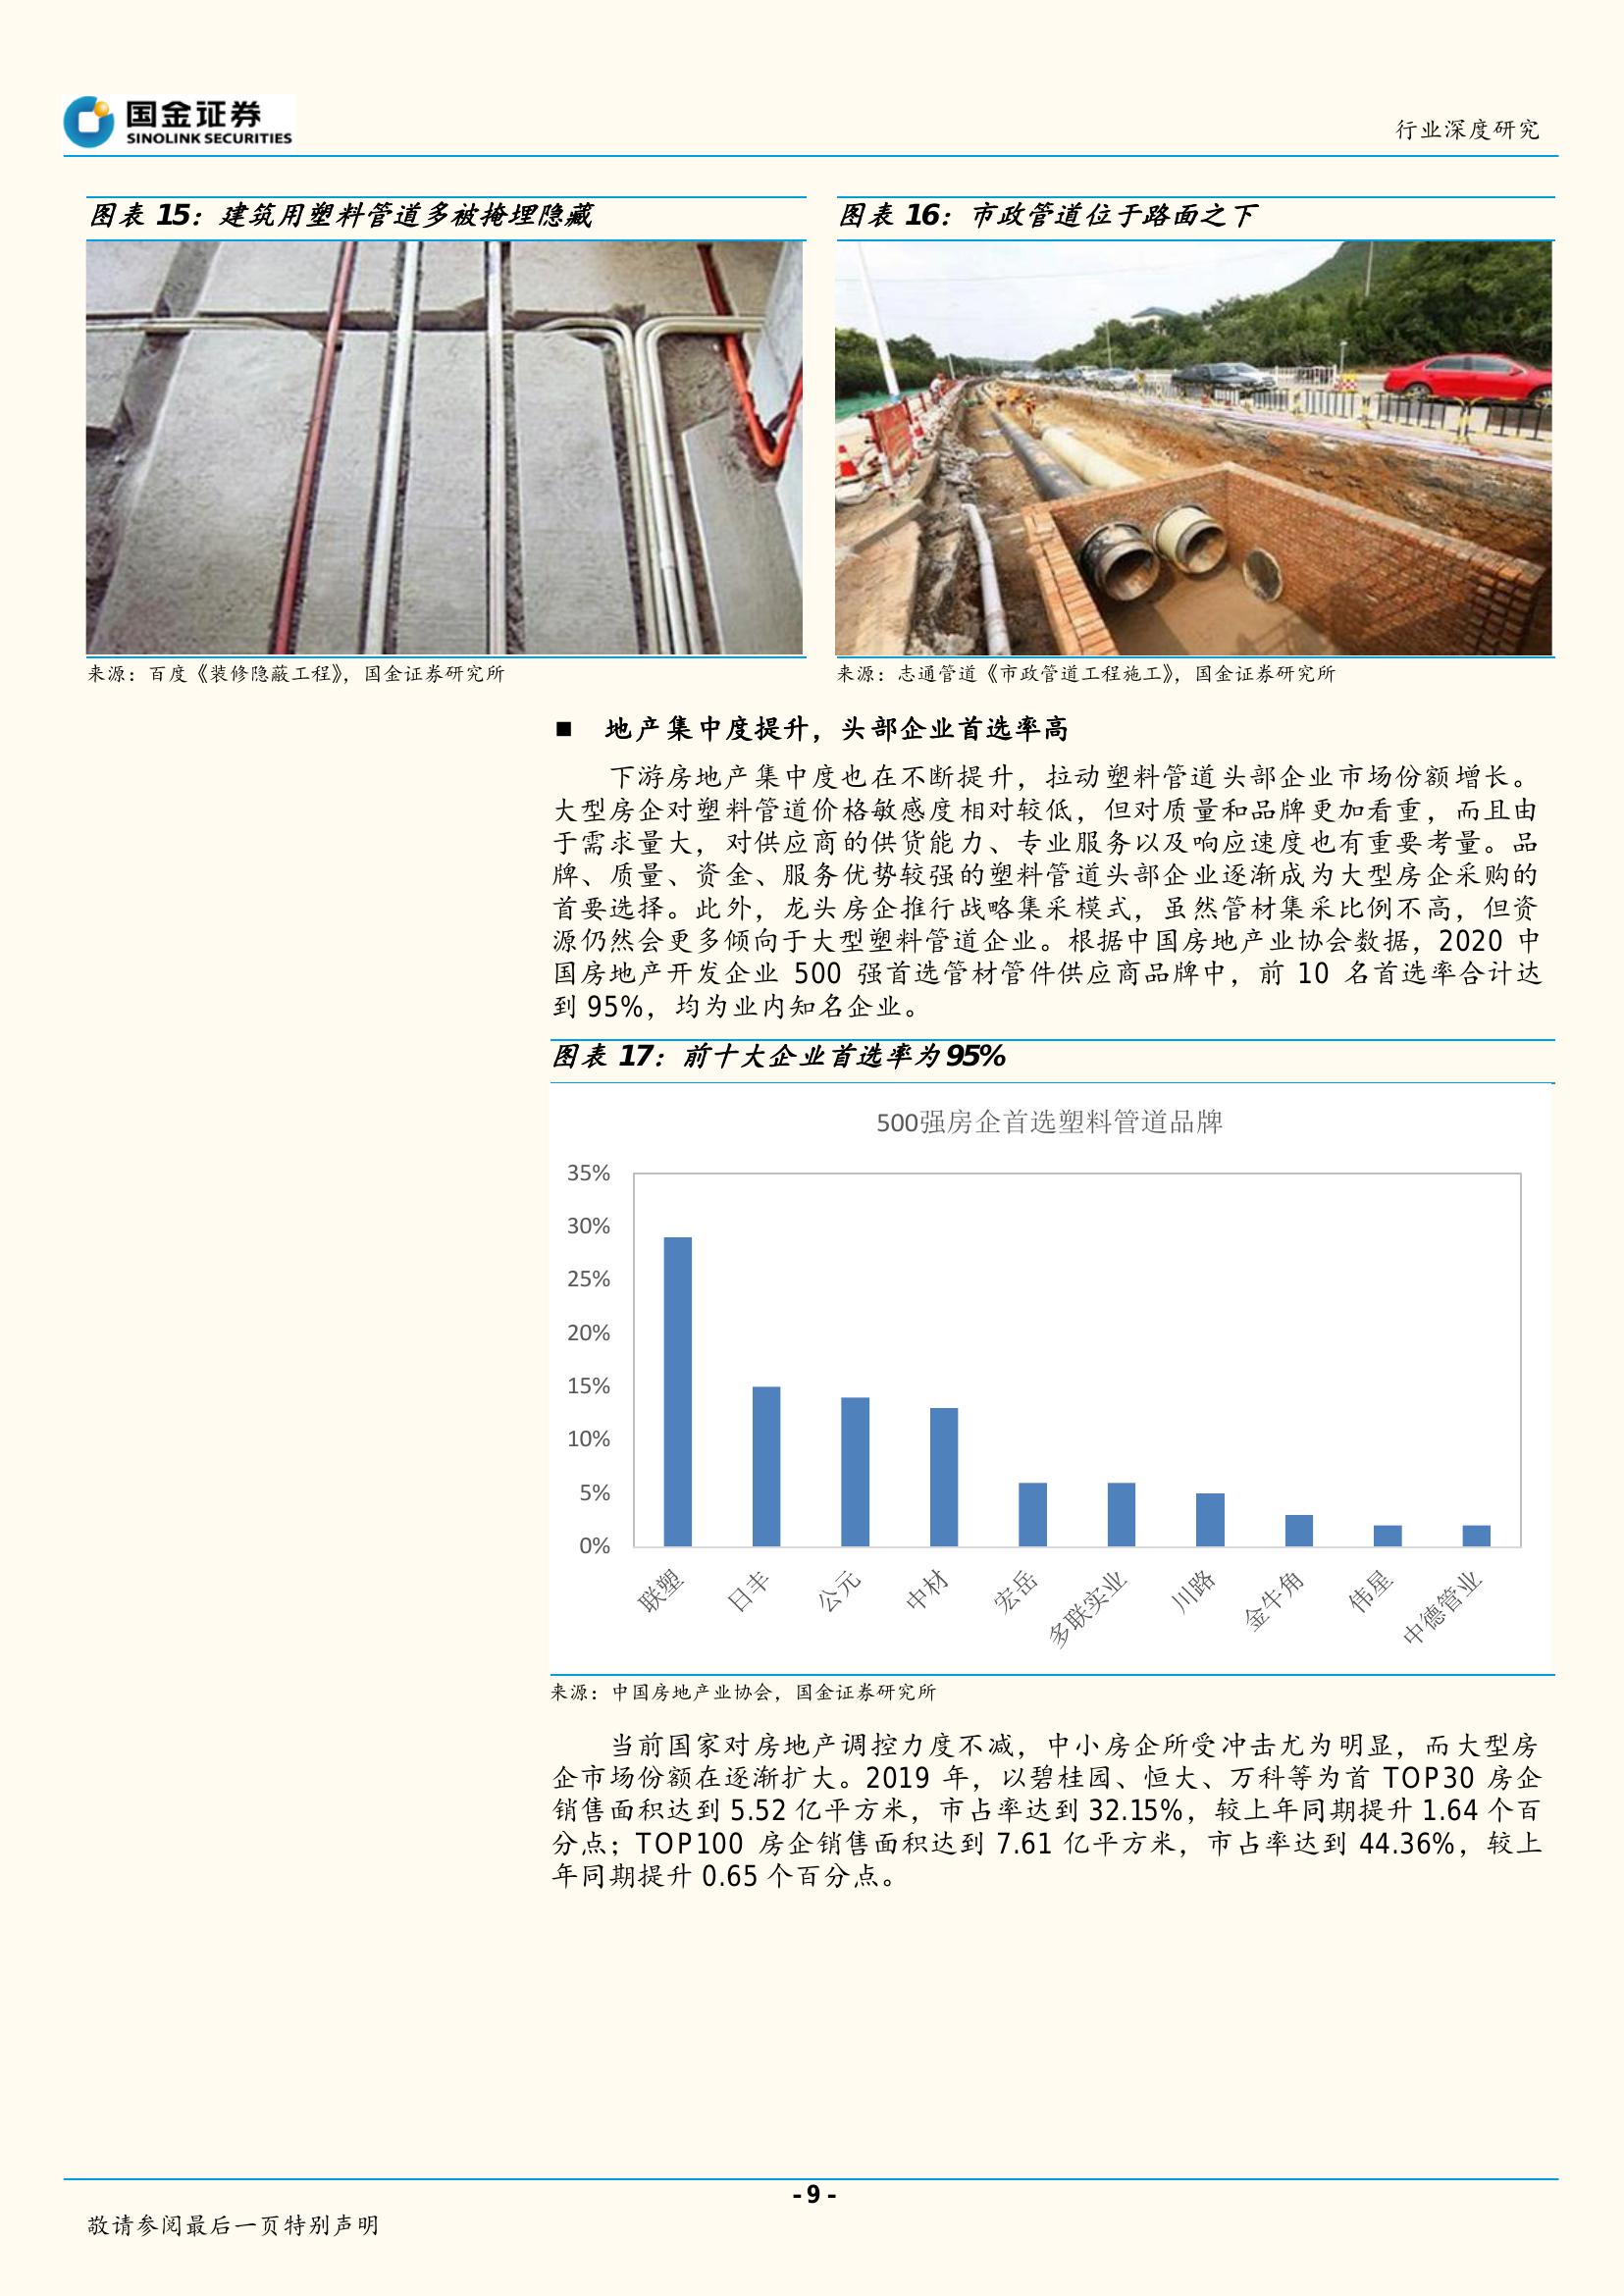 国金证券
SINOLINK SECURITIES
行业深度研究
图表 15：建筑用塑料管道多被掩埋隐藏
图表 16：市政管道位于路面之下
来源：百度《装修隐蔽工程》，国金证券研究所
来源：志通管道《市政管道工程施工》，国金证券研究所
■ 地产集中度提升，头部企业首选率高
下游房地产集中度也在不断提升，拉动塑料管道头部企业市场份额增长。
大型房企对塑料管道价格敏感度相对较低，但对质量和品牌更加看重，而且由
于需求量大，对供应商的供货能力、专业服务以及响应速度也有重要考量。品
牌、质量、资金、服务优势较强的塑料管道头部企业逐渐成为大型房企采购的
首要选择。此外，龙头房企推行战略集采模式，虽然管材集采比例不高，但资
源仍然会更多倾向于大型塑料管道企业。根据中国房地产业协会数据，2020 中
国房地产开发企业 500 强首选管材管件供应商品牌中，前 10 名首选率合计达
到 95%，均为业内知名企业。
图表 17：前十大企业首选率为 95%
500强房企首选塑料管道品牌
35%
30%
25%
20%
15%
10%
5%
0%
联塑
日丰
公元
中材
宏岳
多联实业
川路
金牛角
伟星
中德管业
来源：中国房地产业协会，国金证券研究所
当前国家对房地产调控力度不减，中小房企所受冲击尤为明显，而大型房
企市场份额在逐渐扩大。2019 年，以碧桂园、恒大、万科等为首 TOP30 房企
销售面积达到 5.52 亿平方米，市占率达到 32.15%，较上年同期提升 1.64 个百
分点；TOP100 房企销售面积达到 7.61 亿平方米，市占率达到 44.36%，较上
年同期提升 0.65 个百分点。
- 9 -
敬请参阅最后一页特别声明